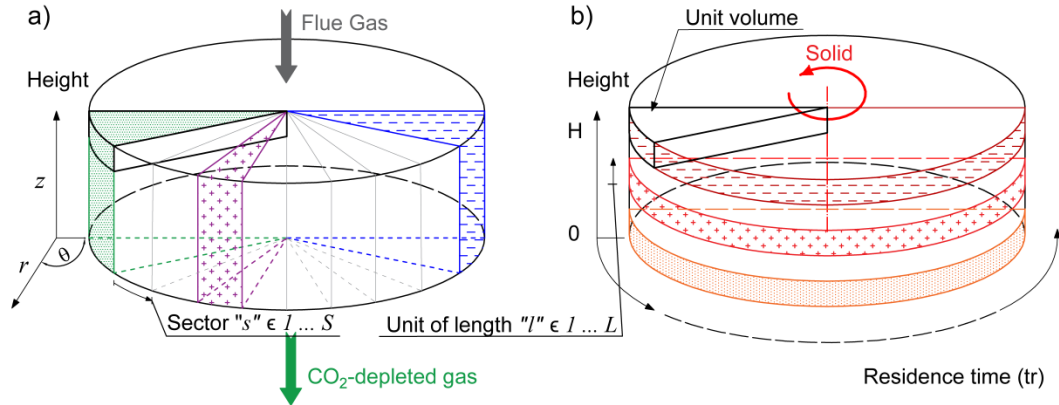 a)
Flue Gas
Height
z
r
θ
Sector "s" ϵ 1 ... S
CO₂-depleted gas
b)
Unit volume
Solid
Height
H
0
Unit of length "l" ϵ 1 ... L
Residence time (tr)